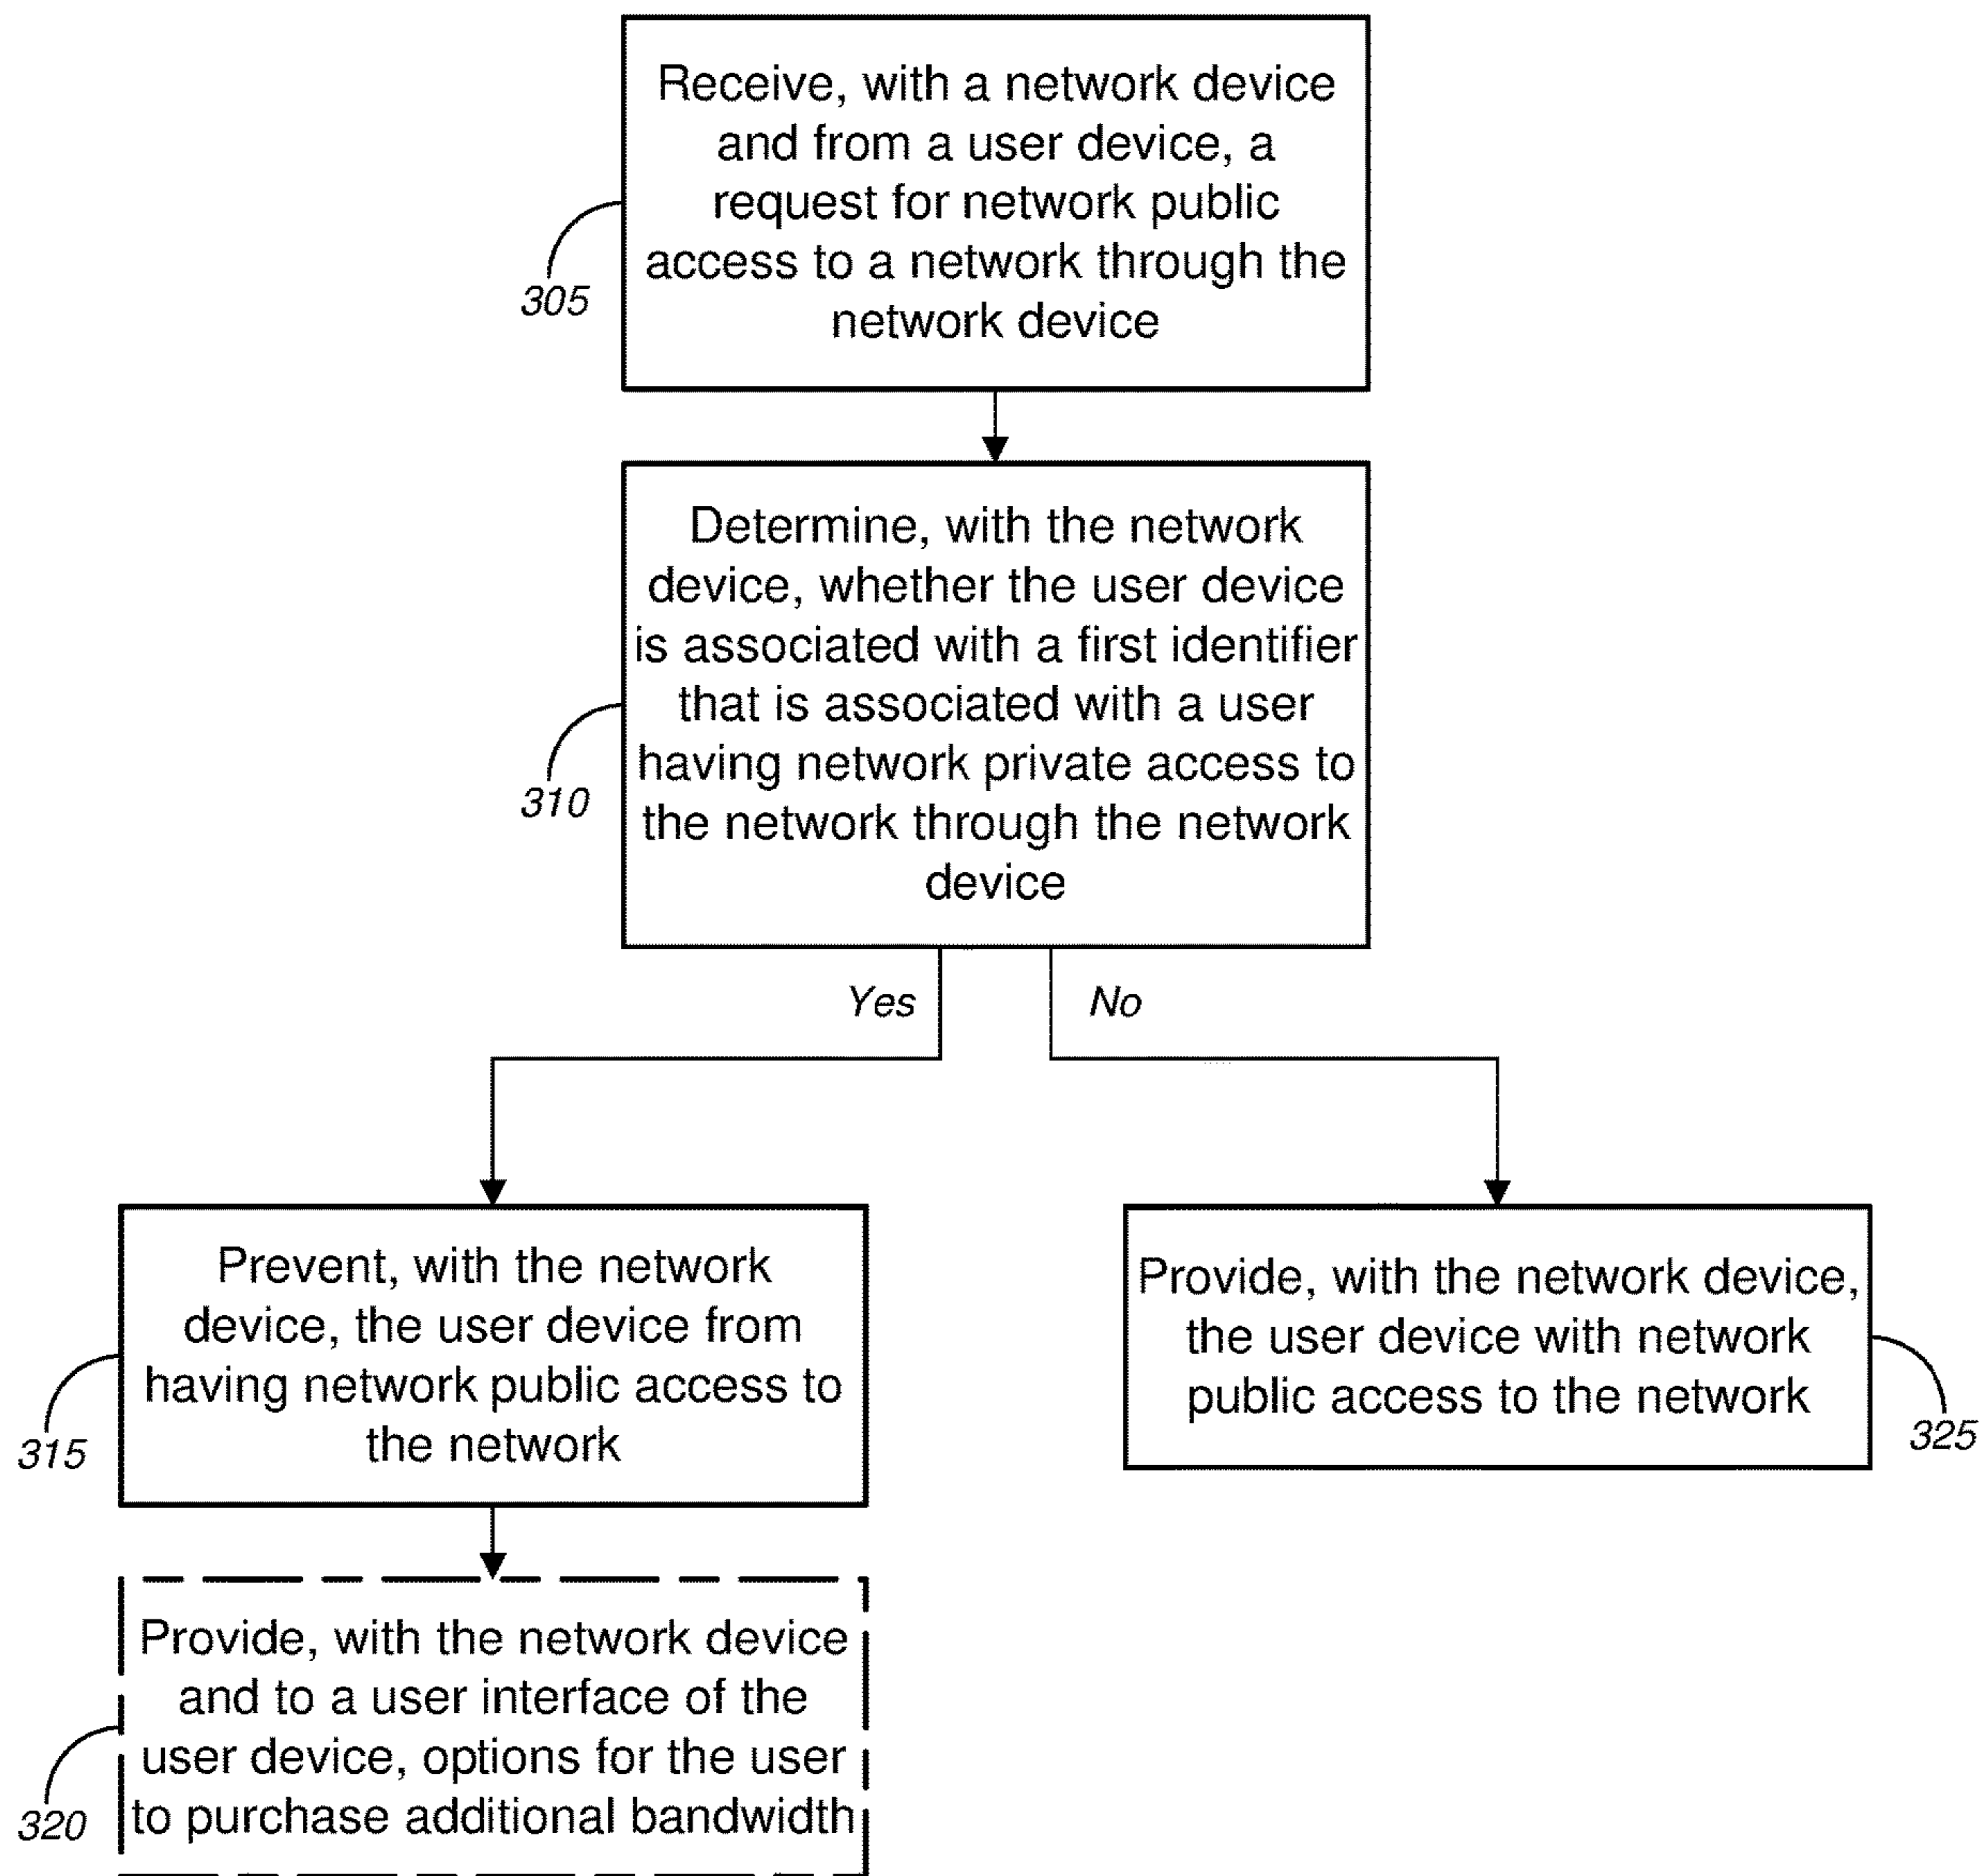 Receive, with a network device
and from a user device, a
request for network public
access to a network through the
network device
305
Determine, with the network
device, whether the user device
is associated with a first identifier
that is associated with a user
having network private access to
the network through the network
device
310
Yes
No
Prevent, with the network
device, the user device from
having network public access to
the network
315
Provide, with the network device,
the user device with network
public access to the network
325
Provide, with the network device
and to a user interface of the
user device, options for the user
to purchase additional bandwidth
320